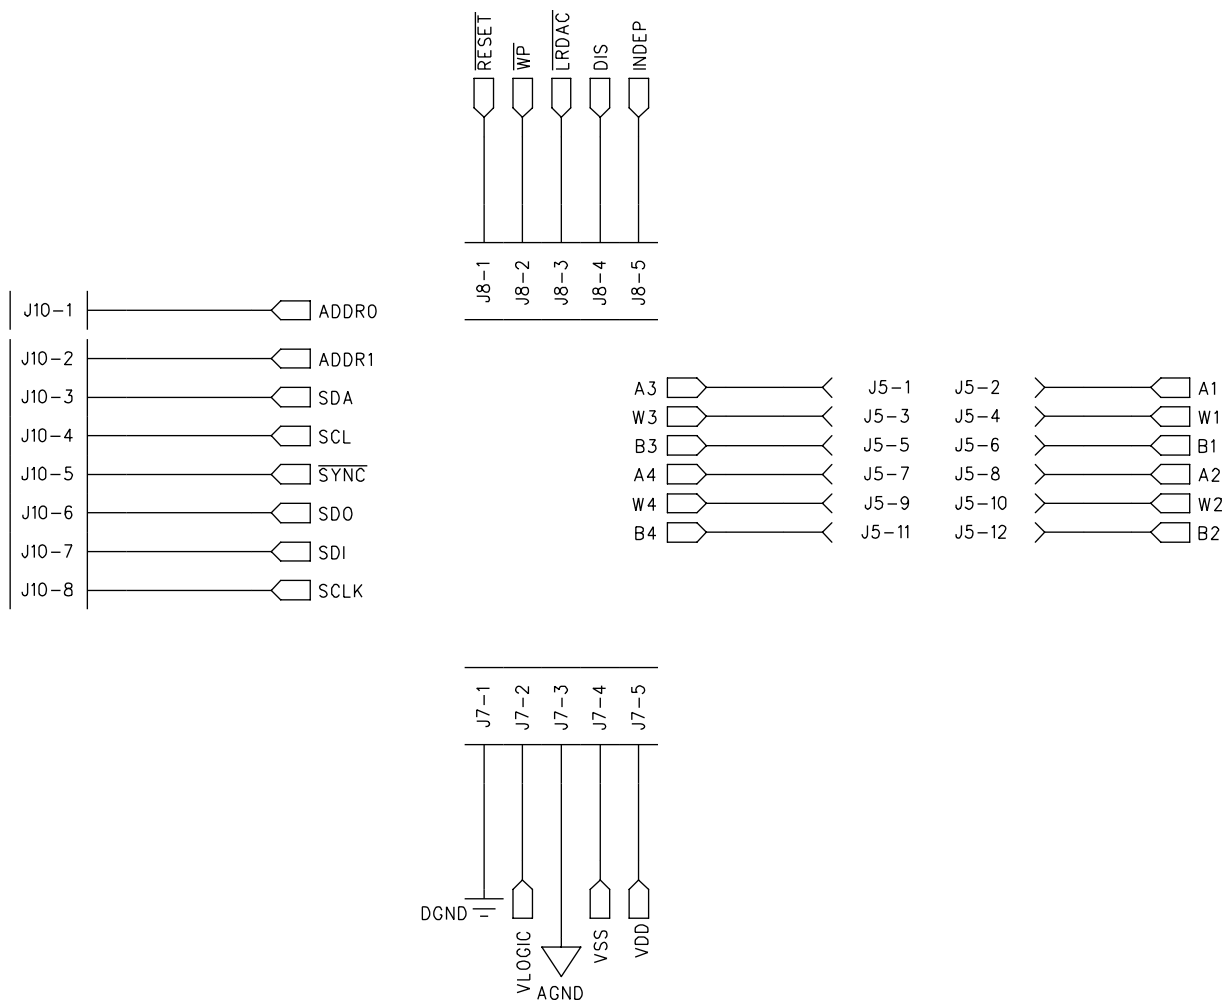 RESET
WP
LRDAC
DIS
INDEP
J8-1
J8-2
J8-3
J8-4
J8-5
J10-1 ADDR0
J10-2 ADDR1
J10-3 SDA
J10-4 SCL
J10-5 SYNC
J10-6 SDO
J10-7 SDI
J10-8 SCLK
A3 J5-1 J5-2 A1
W3 J5-3 J5-4 W1
B3 J5-5 J5-6 B1
A4 J5-7 J5-8 A2
W4 J5-9 J5-10 W2
B4 J5-11 J5-12 B2
J7-1
J7-2
J7-3
J7-4
J7-5
DGND
VLOGIC
AGND
VSS
VDD